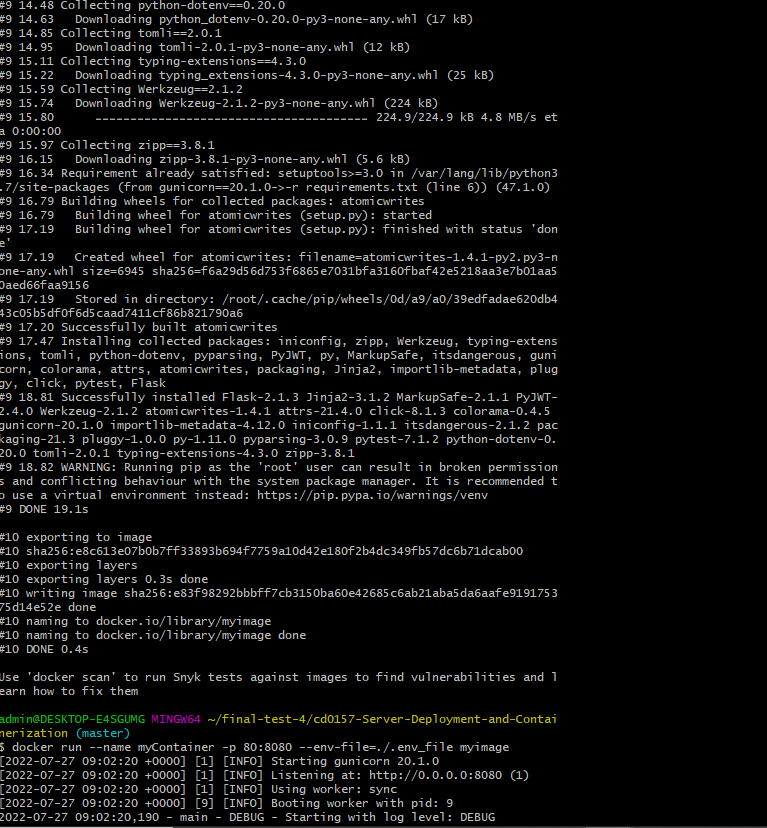 #9 14.48 Collecting python-dotenv==0.20.0
#9 14.63   Downloading python_dotenv-0.20.0-py3-none-any.whl (17 kB)
#9 14.85 Collecting tomli==2.0.1
#9 14.95   Downloading tomli-2.0.1-py3-none-any.whl (12 kB)
#9 15.11 Collecting typing-extensions==4.3.0
#9 15.22   Downloading typing_extensions-4.3.0-py3-none-any.whl (25 kB)
#9 15.59 Collecting Werkzeug==2.1.2
#9 15.74   Downloading Werkzeug-2.1.2-py3-none-any.whl (224 kB)
#9 15.80      --------------------------------------- 224.9/224.9 kB 4.8 MB/s et
a 0:00:00
#9 15.97 Collecting zipp==3.8.1
#9 16.15   Downloading zipp-3.8.1-py3-none-any.whl (5.6 kB)
#9 16.34 Requirement already satisfied: setuptools>=3.0 in /var/lang/lib/python3
.7/site-packages (from gunicorn==20.1.0->-r requirements.txt (line 6)) (47.1.0)
#9 16.79 Building wheels for collected packages: atomicwrites
#9 16.79   Building wheel for atomicwrites (setup.py): started
#9 17.19   Building wheel for atomicwrites (setup.py): finished with status 'don
e'
#9 17.19   Created wheel for atomicwrites: filename=atomicwrites-1.4.1-py2.py3-n
one-any.whl size=6945 sha256=f6a29d56d753f6865e7031bfa3160fbaf42e5218aa3e7b01aa5
0aed66faa9156
#9 17.19   Stored in directory: /root/.cache/pip/wheels/0d/a9/a0/39edfadae620db4
43c05b5df0f6d5caad7411cf86b821790a6
#9 17.20 Successfully built atomicwrites
#9 17.47 Installing collected packages: iniconfig, zipp, Werkzeug, typing-extens
ions, tomli, python-dotenv, pyparsing, PyJWT, py, MarkupSafe, itsdangerous, guni
corn, colorama, attrs, atomicwrites, packaging, Jinja2, importlib-metadata, plug
gy, click, pytest, Flask
#9 18.81 Successfully installed Flask-2.1.3 Jinja2-3.1.2 MarkupSafe-2.1.1 PyJWT-
2.4.0 Werkzeug-2.1.2 atomicwrites-1.4.1 attrs-21.4.0 click-8.1.3 colorama-0.4.5
gunicorn-20.1.0 importlib-metadata-4.12.0 iniconfig-1.1.1 itsdangerous-2.1.2 pac
kaging-21.3 pluggy-1.0.0 py-1.11.0 pyparsing-3.0.9 pytest-7.1.2 python-dotenv-0.
20.0 tomli-2.0.1 typing-extensions-4.3.0 zipp-3.8.1
#9 18.82 WARNING: Running pip as the 'root' user can result in broken permission
s and conflicting behaviour with the system package manager. It is recommended t
o use a virtual environment instead: https://pip.pypa.io/warnings/venv
#9 DONE 19.1s
#10 exporting to image
#10 sha256:e8c613e07b0b7ff33893b694f7759a10d42e180f2b4dc349fb57dc6b71dcab00
#10 exporting layers
#10 exporting layers 0.3s done
#10 writing image sha256:e83f98292bbbff7cb3150ba60e42685c6ab21aba5da6aafe9191753
75d14e52e done
#10 naming to docker.io/library/myimage
#10 naming to docker.io/library/myimage done
#10 DONE 0.4s
Use 'docker scan' to run Snyk tests against images to find vulnerabilities and l
earn how to fix them
admin@DESKTOP-E4SGUMG MINGW64 ~/final-test-4/cd0157-Server-Deployment-and-Contai
nerization (master)
$ docker run --name myContainer -p 80:8080 --env-file=./.env_file myimage
[2022-07-27 09:02:20 +0000] [1] [INFO] Starting gunicorn 20.1.0
[2022-07-27 09:02:20 +0000] [1] [INFO] Listening at: http://0.0.0.0:8080 (1)
[2022-07-27 09:02:20 +0000] [1] [INFO] Using worker: sync
[2022-07-27 09:02:20 +0000] [9] [INFO] Booting worker with pid: 9
2022-07-27 09:02:20,190 - main - DEBUG - Starting with log level: DEBUG